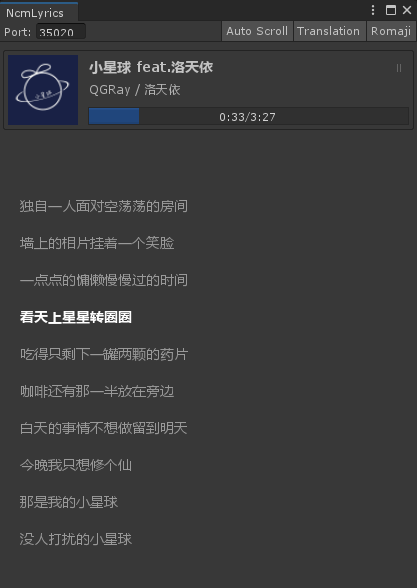 NcmLyrics
Port: 35020
Auto Scroll
Translation
Romaji
小星球
小星球 feat.洛天依
QGRay / 洛天依
0:33/3:27
独自一人面对空荡荡的房间
墙上的相片挂着一个笑脸
一点点的慵懒慢慢过的时间
看天上星星转圈圈
吃得只剩下一罐两颗的药片
咖啡还有那一半放在旁边
白天的事情不想做留到明天
今晚我只想修个仙
那是我的小星球
没人打扰的小星球